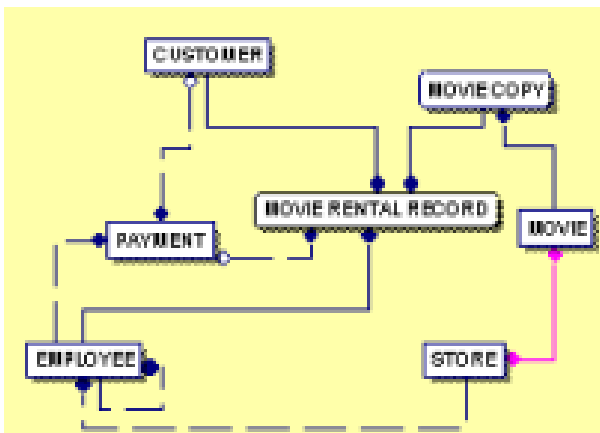 CUSTOMER
MOVIE COPY
MOVIE RENTAL RECORD
PAYMENT
MOVIE
EMPLOYEE
STORE